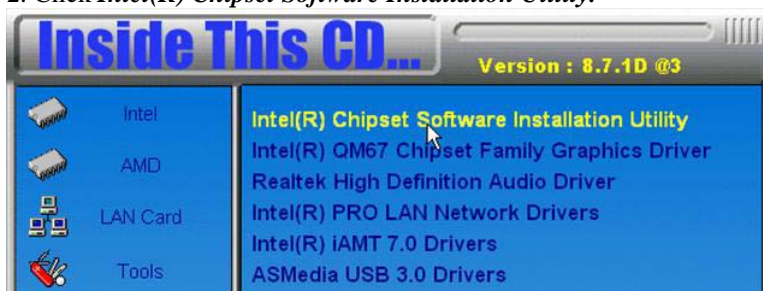 2. Click Intel(R) Chipset Software Installation Utility.
Inside This CD...
Version : 8.7.1D @3
Intel
AMD
LAN Card
Tools
Intel(R) Chipset Software Installation Utility
Intel(R) QM67 Chipset Family Graphics Driver
Realtek High Definition Audio Driver
Intel(R) PRO LAN Network Drivers
Intel(R) iAMT 7.0 Drivers
ASMedia USB 3.0 Drivers